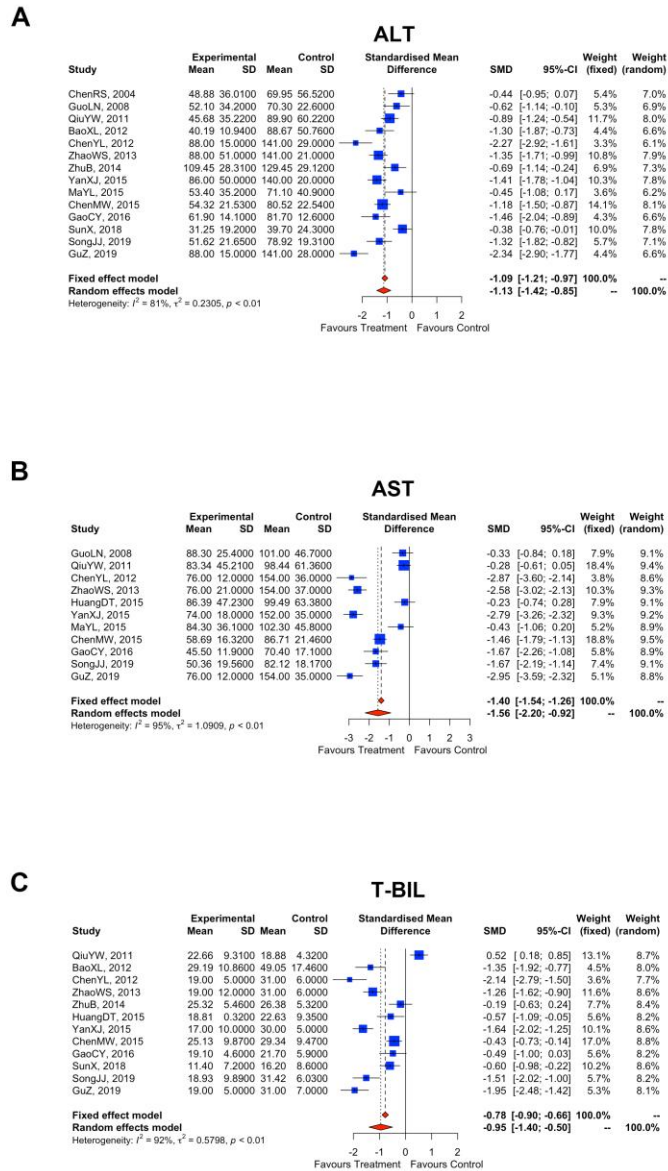 A
ALT
Experimental Control Standardised Mean Weight Weight
Study Mean SD Mean SD Difference SMD 95%-CI (fixed) (random)
ChenRS, 2004 48.88 36.0100 69.95 56.5200 -0.44 [-0.95; 0.07] 5.4% 7.0%
GuoLN, 2008 52.10 34.2000 70.30 22.6000 -0.62 [-1.14; -0.10] 5.3% 6.9%
QiuYW, 2011 45.68 35.2200 89.90 60.2200 -0.89 [-1.24; -0.54] 11.7% 8.0%
BaoXL, 2012 40.19 10.9400 88.67 50.7600 -1.30 [-1.87; -0.73] 4.4% 6.6%
ChenYL, 2012 88.00 15.0000 141.00 29.0000 -2.27 [-2.92; -1.61] 3.3% 6.1%
ZhaoWS, 2013 88.00 51.0000 141.00 21.0000 -1.35 [-1.71; -0.99] 10.8% 7.9%
ZhuB, 2014 109.45 28.3100 129.45 29.1200 -0.69 [-1.14; -0.24] 6.9% 7.3%
YanXJ, 2015 86.00 50.0000 140.00 20.0000 -1.41 [-1.78; -1.04] 10.3% 7.8%
MaYL, 2015 53.40 35.2000 71.10 40.9000 -0.45 [-1.08; 0.17] 3.6% 6.2%
ChenMW, 2015 54.32 21.5300 80.52 22.5400 -1.18 [-1.50; -0.87] 14.1% 8.1%
GaoCY, 2016 61.90 14.1000 81.70 12.6000 -1.46 [-2.04; -0.89] 4.3% 6.6%
SunX, 2018 31.25 19.2000 39.70 24.3000 -0.38 [-0.76; -0.01] 10.0% 7.8%
SongJJ, 2019 51.62 21.6500 78.92 19.3100 -1.32 [-1.82; -0.82] 5.7% 7.1%
GuZ, 2019 88.00 15.0000 141.00 28.0000 -2.34 [-2.90; -1.77] 4.4% 6.6%
Fixed effect model -1.09 [-1.21; -0.97] 100.0% --
Random effects model -1.13 [-1.42; -0.85] -- 100.0%
Heterogeneity: I² = 81%, τ² = 0.2305, p < 0.01
-2 -1 0 1 2
Favours Treatment Favours Control
B
AST
Experimental Control Standardised Mean Weight Weight
Study Mean SD Mean SD Difference SMD 95%-CI (fixed) (random)
GuoLN, 2008 88.30 25.4000 101.00 46.7000 -0.33 [-0.84; 0.18] 7.9% 9.1%
QiuYW, 2011 83.34 45.2100 98.44 61.3600 -0.28 [-0.61; 0.05] 18.4% 9.4%
ChenYL, 2012 76.00 12.0000 154.00 36.0000 -2.87 [-3.60; -2.14] 3.8% 8.6%
ZhaoWS, 2013 76.00 21.0000 154.00 37.0000 -2.58 [-3.02; -2.13] 10.3% 9.3%
HuangDT, 2015 86.39 47.2300 99.49 63.3800 -0.23 [-0.74; 0.28] 7.9% 9.1%
YanXJ, 2015 74.00 18.0000 152.00 35.0000 -2.79 [-3.26; -2.32] 9.3% 9.2%
MaYL, 2015 84.30 36.1000 102.30 45.8000 -0.43 [-1.06; 0.20] 5.2% 8.9%
ChenMW, 2015 58.69 16.3200 86.71 21.4600 -1.46 [-1.79; -1.13] 18.8% 9.5%
GaoCY, 2016 45.50 11.9000 70.40 17.1000 -1.67 [-2.26; -1.08] 5.9% 8.9%
SongJJ, 2019 50.36 19.5600 82.12 18.1700 -1.67 [-2.19; -1.14] 7.4% 9.1%
GuZ, 2019 76.00 12.0000 154.00 35.0000 -2.95 [-3.59; -2.32] 5.1% 8.8%
Fixed effect model -1.40 [-1.54; -1.26] 100.0% --
Random effects model -1.56 [-2.20; -0.92] -- 100.0%
Heterogeneity: I² = 95%, τ² = 1.0909, p < 0.01
-3 -2 -1 0 1 2 3
Favours Treatment Favours Control
C
T-BIL
Experimental Control Standardised Mean Weight Weight
Study Mean SD Mean SD Difference SMD 95%-CI (fixed) (random)
QiuYW, 2011 22.66 9.3100 18.88 4.3200 0.52 [ 0.18; 0.85] 13.1% 8.7%
BaoXL, 2012 29.19 10.8600 49.05 17.4600 -1.35 [-1.92; -0.77] 4.5% 8.0%
ChenYL, 2012 19.00 5.0000 31.00 6.0000 -2.14 [-2.79; -1.50] 3.6% 7.7%
ZhaoWS, 2013 19.00 12.0000 31.00 6.0000 -1.26 [-1.62; -0.90] 11.6% 8.6%
ZhuB, 2014 25.32 5.4600 26.38 5.3200 -0.19 [-0.63; 0.24] 7.7% 8.4%
HuangDT, 2015 18.81 0.3200 22.63 9.3500 -0.57 [-1.09; -0.05] 5.6% 8.2%
YanXJ, 2015 17.00 10.0000 30.00 5.0000 -1.64 [-2.02; -1.25] 10.1% 8.6%
ChenMW, 2015 25.13 9.8700 29.34 9.4700 -0.43 [-0.73; -0.14] 17.0% 8.8%
GaoCY, 2016 19.10 4.6000 21.70 5.9000 -0.49 [-1.00; 0.03] 5.6% 8.2%
SunX, 2018 11.40 7.2000 16.20 8.6000 -0.60 [-0.98; -0.22] 10.2% 8.6%
SongJJ, 2019 18.93 9.8900 31.42 6.0300 -1.51 [-2.02; -1.00] 5.7% 8.2%
GuZ, 2019 19.00 5.0000 31.00 7.0000 -1.95 [-2.48; -1.42] 5.3% 8.1%
Fixed effect model -0.78 [-0.90; -0.66] 100.0% --
Random effects model -0.95 [-1.40; -0.50] -- 100.0%
Heterogeneity: I² = 92%, τ² = 0.5798, p < 0.01
-2 -1 0 1 2
Favours Treatment Favours Control